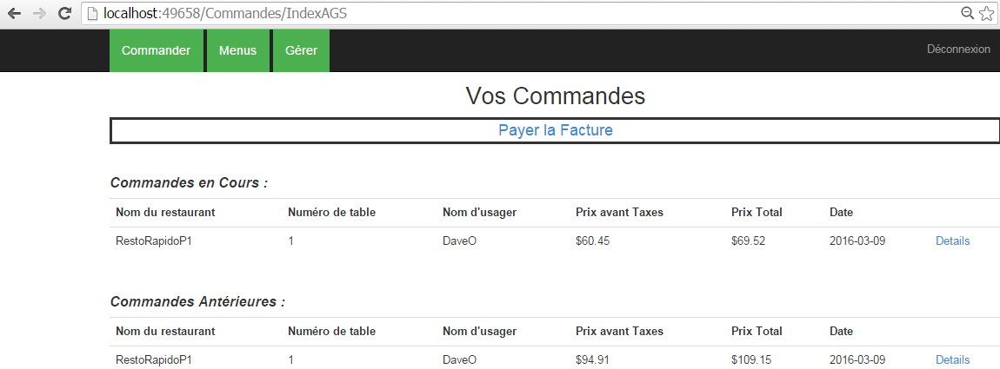 localhost:49658/Commandes/IndexAGS
Commander Menus Gérer Déconnexion
Vos Commandes
Payer la Facture
Commandes en Cours :
Nom du restaurant Numéro de table Nom d'usager Prix avant Taxes Prix Total Date
RestoRapidoP1 1 DaveO $60.45 $69.52 2016-03-09 Details
Commandes Antérieures :
Nom du restaurant Numéro de table Nom d'usager Prix avant Taxes Prix Total Date
RestoRapidoP1 1 DaveO $94.91 $109.15 2016-03-09 Details